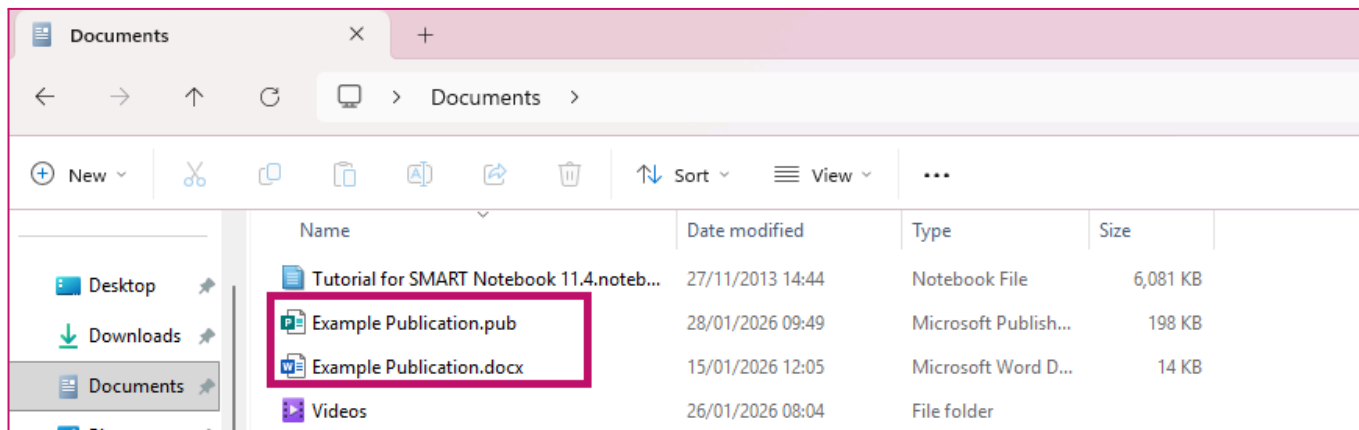 Documents
Documents
New Sort View
Name Date modified Type Size
Desktop
Downloads
Documents
Tutorial for SMART Notebook 11.4.noteb... 27/11/2013 14:44 Notebook File 6,081 KB
Example Publication.pub 28/01/2026 09:49 Microsoft Publish... 198 KB
Example Publication.docx 15/01/2026 12:05 Microsoft Word D... 14 KB
Videos 26/01/2026 08:04 File folder